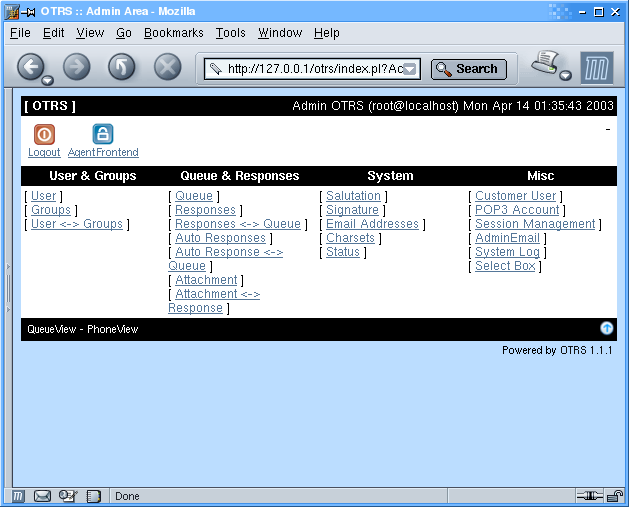 OTRS :: Admin Area - Mozilla
File Edit View Go Bookmarks Tools Window Help
http://127.0.0.1/otrs/index.pl?Ac Search
[ OTRS ] Admin OTRS (root@localhost) Mon Apr 14 01:35:43 2003
Logout AgentFrontend -
User & Groups Queue & Responses System Misc
[ User ] [ Queue ] [ Salutation ] [ Customer User ]
[ Groups ] [ Responses ] [ Signature ] [ POP3 Account ]
[ User <-> Groups ] [ Responses <-> Queue ] [ Email Addresses ] [ Session Management ]
[ Auto Responses ] [ Charsets ] [ AdminEmail ]
[ Auto Response <-> [ Status ] [ System Log ]
Queue ] [ Select Box ]
[ Attachment ]
[ Attachment <->
Response ]
QueueView - PhoneView
Powered by OTRS 1.1.1
Done